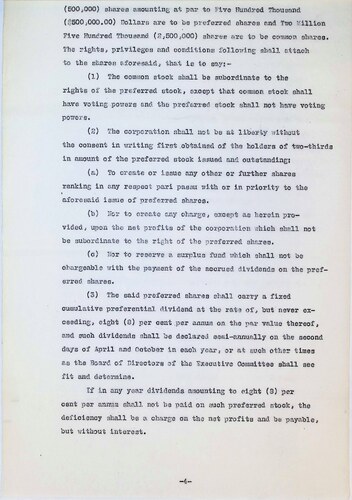 (500,000) shares amounting at par to Five Hundred Thousand
($500,000.00) Dollars are to be preferred shares and Two Million
Five Hundred Thousand (2,500,000) shares are to be common shares.
The rights, privileges and conditions following shall attach
to the shares aforesaid, that is to say:-
(1) The common stock shall be subordinate to the
rights of the preferred stock, except that common stock shall
have voting powers and the preferred stock shall not have voting
powers.
(2) The corporation shall not be at liberty without
the consent in writing first obtained of the holders of two-thirds
in amount of the preferred stock issued and outstanding:
(a) To create or issue any other or further shares
ranking in any respect pari passu with or in priority to the
aforesaid issue of preferred shares.
(b) Nor to create any charge, except as herein pro-
vided, upon the net profits of the corporation which shall not
be subordinate to the right of the preferred shares.
(c) Nor to reserve a surplus fund which shall not be
chargeable with the payment of the accrued dividends on the pref-
erred shares.
(3) The said preferred shares shall carry a fixed
cumulative preferential dividend at the rate of, but never ex-
ceeding, eight (8) per cent per annum on the par value thereof,
and such dividends shall be declared semi-annually on the second
days of April and October in each year, or at such other times
as the Board of Directors of the Executive Committee shall see
fit and determine.
If in any year dividends amounting to eight (8) per
cent per annum shall not be paid on such preferred stock, the
deficiency shall be a charge on the net profits and be payable,
but without interest.
-4-